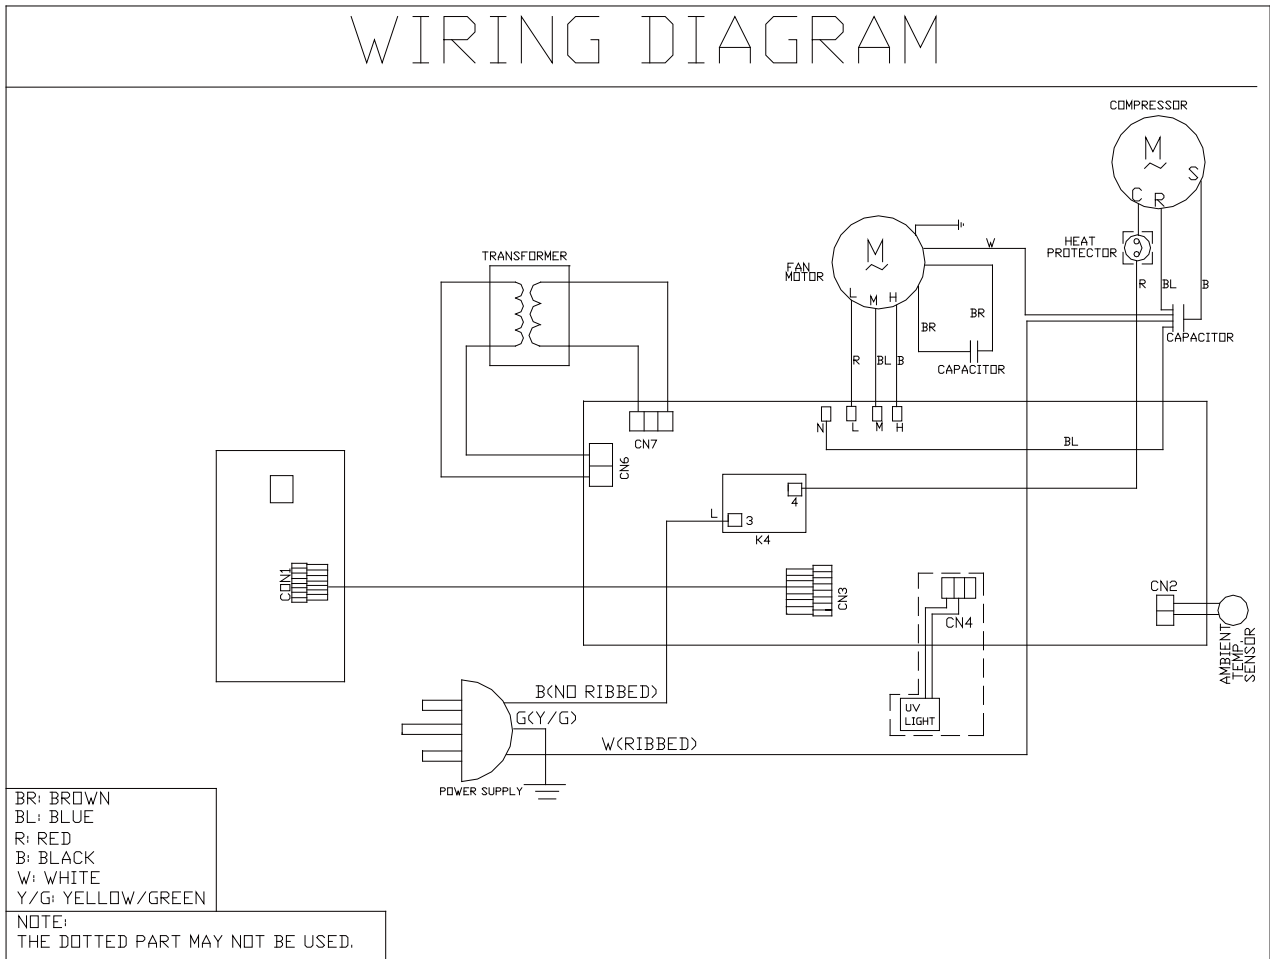 WIRING DIAGRAM
COMPRESSOR
M
S
C R
HEAT
PROTECTOR
R BL B
CAPACITOR
M
FAN
MOTOR
L M H
W
BR BR
CAPACITOR
R BL B
TRANSFORMER
N L M H
BL
CN7
CN6
4
L 3
K4
CON1
CN3
CN4
CN2
AMBIENT
TEMP.
SENSOR
UV
LIGHT
B(NO RIBBED)
G(Y/G)
W(RIBBED)
POWER SUPPLY
BR: BROWN
BL: BLUE
R: RED
B: BLACK
W: WHITE
Y/G: YELLOW/GREEN
NOTE:
THE DOTTED PART MAY NOT BE USED.